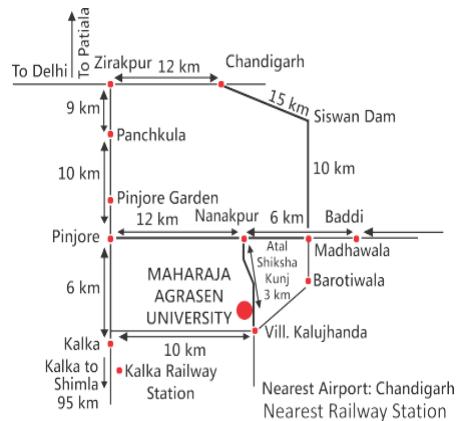 To Patiala
Zirakpur
12 km
Chandigarh
To Delhi
9 km
15 km
Siswan Dam
Panchkula
10 km
10 km
Pinjore Garden
12 km
Nanakpur
6 km
Baddi
Pinjore
Madhawala
Atal
Shiksha
Kunj
3 km
Barotiwala
MAHARAJA
AGRASEN
UNIVERSITY
6 km
Vill. Kalujhanda
Kalka
10 km
Kalka to
Shimla
95 km
Kalka Railway
Station
Nearest Airport: Chandigarh
Nearest Railway Station